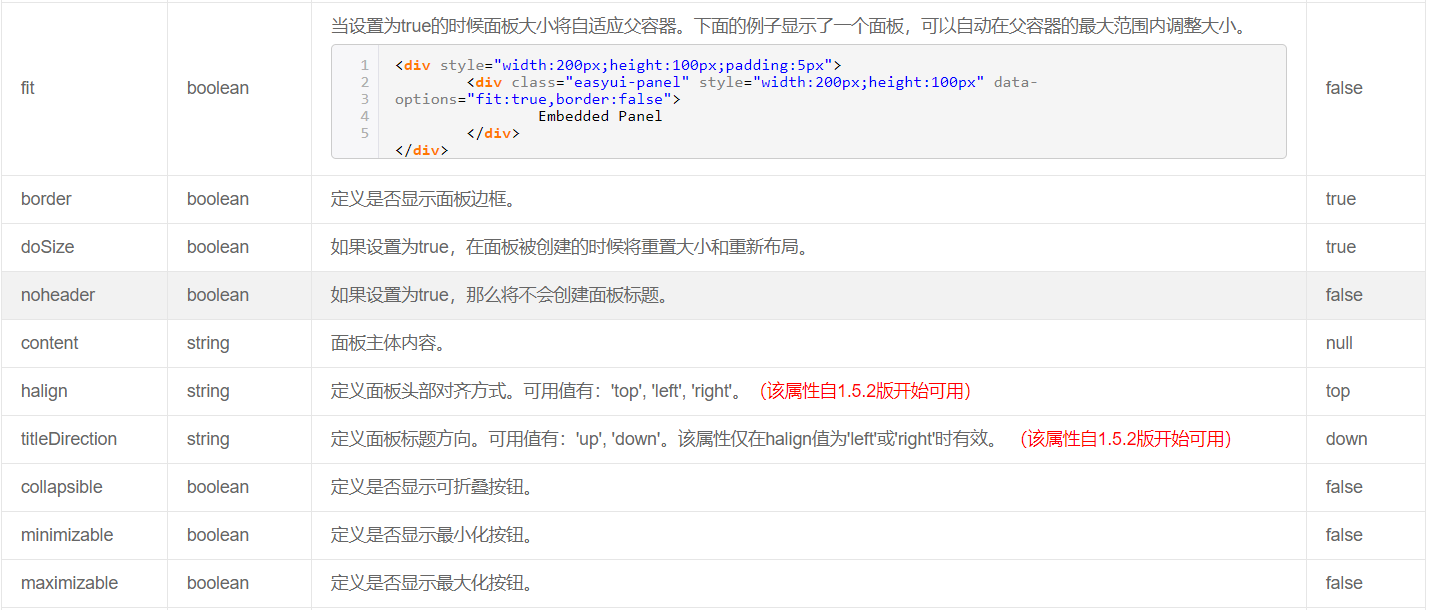 当设置为true的时候面板大小将自适应父容器。下面的例子显示了一个面板，可以自动在父容器的最大范围内调整大小。
fit boolean false
1 <div style="width:200px;height:100px;padding:5px">
2 <div class="easyui-panel" style="width:200px;height:100px" data-
3 options="fit:true,border:false">
4 Embedded Panel
5 </div>
</div>
border boolean 定义是否显示面板边框。 true
doSize boolean 如果设置为true，在面板被创建的时候将重置大小和重新布局。 true
noheader boolean 如果设置为true，那么将不会创建面板标题。 false
content string 面板主体内容。 null
halign string 定义面板头部对齐方式。可用值有：'top', 'left', 'right'。（该属性自1.5.2版开始可用） top
titleDirection string 定义面板标题方向。可用值有：'up', 'down'。该属性仅在halign值为'left'或'right'时有效。（该属性自1.5.2版开始可用） down
collapsible boolean 定义是否显示可折叠按钮。 false
minimizable boolean 定义是否显示最小化按钮。 false
maximizable boolean 定义是否显示最大化按钮。 false